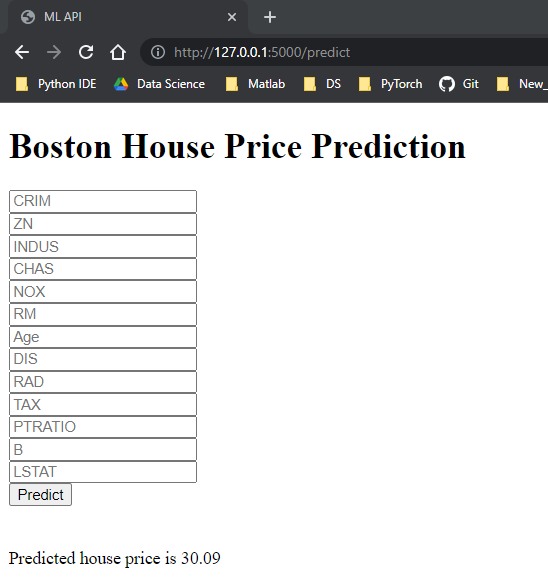 ML API
http://127.0.0.1:5000/predict
Python IDE Data Science Matlab DS PyTorch Git New_
Boston House Price Prediction
CRIM
ZN
INDUS
CHAS
NOX
RM
Age
DIS
RAD
TAX
PTRATIO
B
LSTAT
Predict
Predicted house price is 30.09